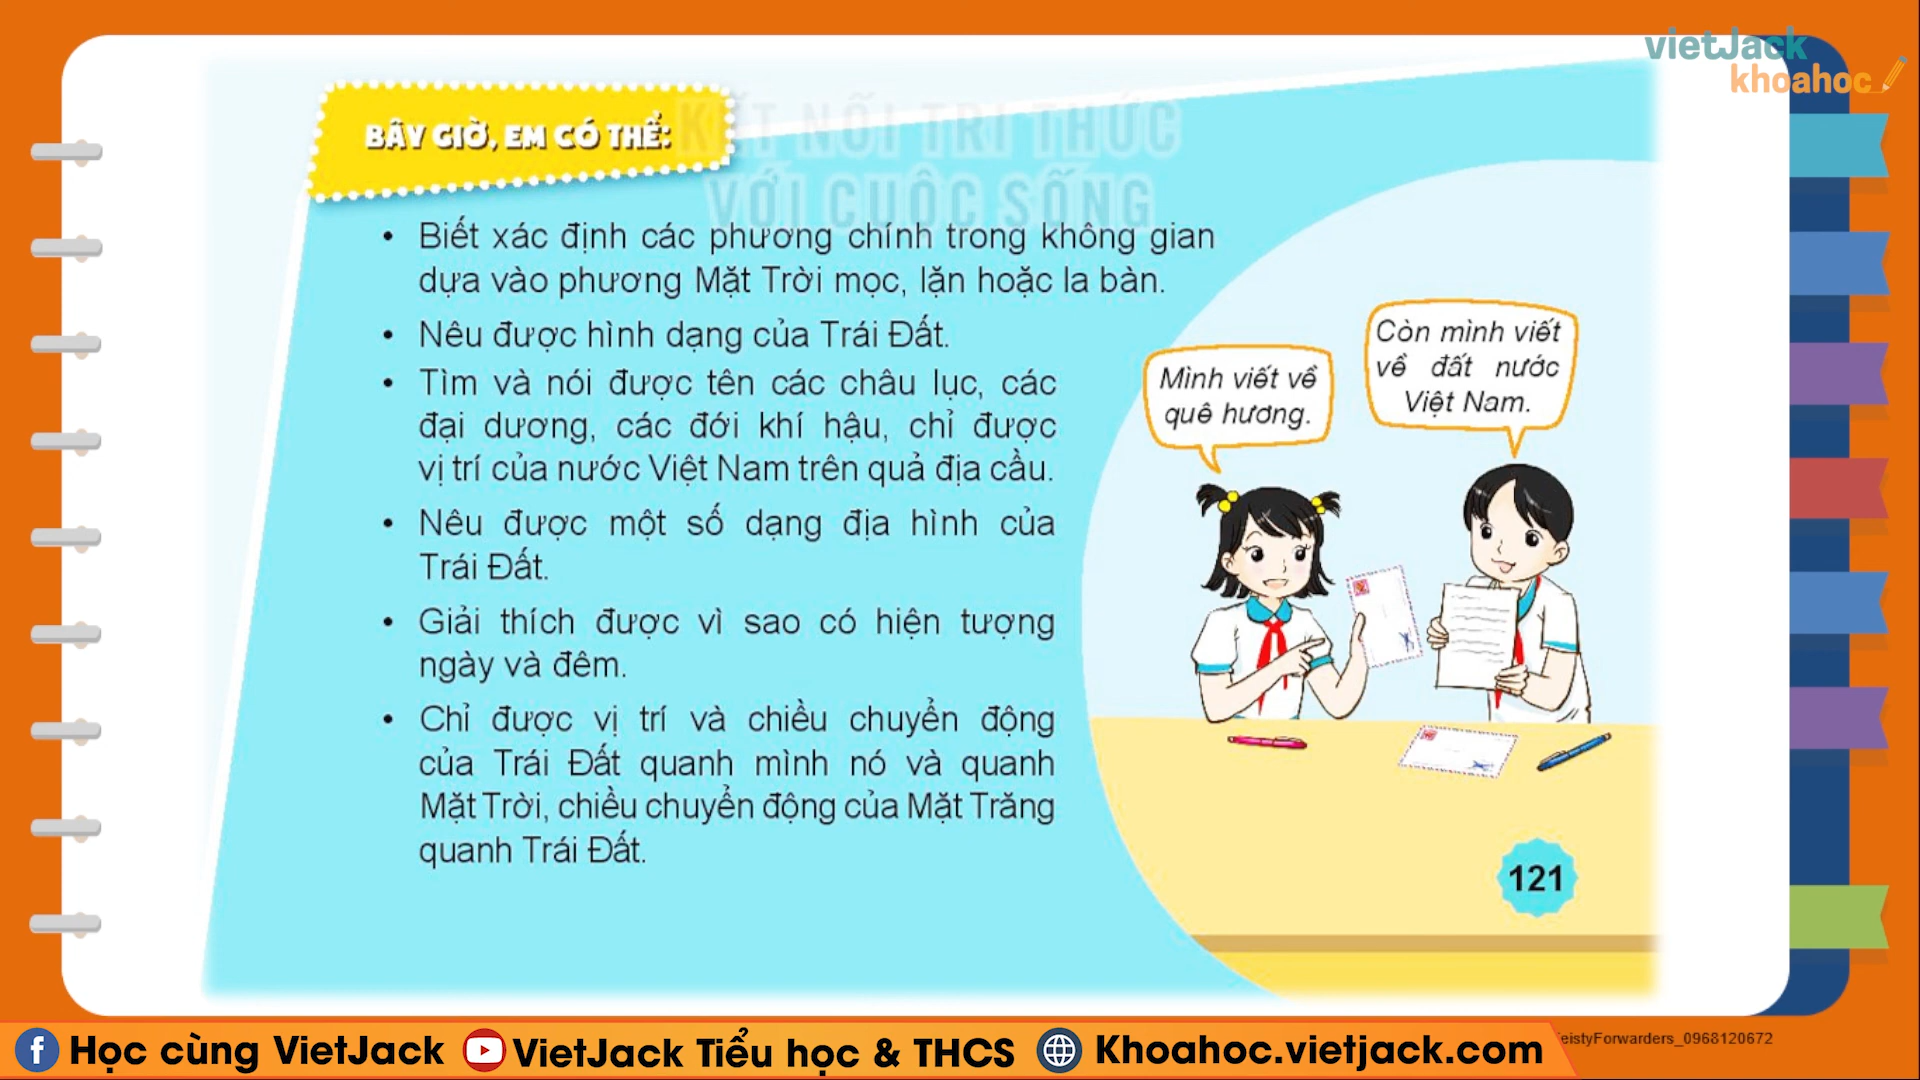 vietJack
khoahoc
KẾT NỐI TRI THỨC
VỚI CUỘC SỐNG
BÂY GIỜ, EM CÓ THỂ:
• Biết xác định các phương chính trong không gian
dựa vào phương Mặt Trời mọc, lặn hoặc la bàn.
• Nêu được hình dạng của Trái Đất.
• Tìm và nói được tên các châu lục, các
đại dương, các đới khí hậu, chỉ được
vị trí của nước Việt Nam trên quả địa cầu.
• Nêu được một số dạng địa hình của
Trái Đất.
• Giải thích được vì sao có hiện tượng
ngày và đêm.
• Chỉ được vị trí và chiều chuyển động
của Trái Đất quanh mình nó và quanh
Mặt Trời, chiều chuyển động của Mặt Trăng
quanh Trái Đất.
Mình viết về
quê hương.
Còn mình viết
về đất nước
Việt Nam.
121
Học cùng VietJack
VietJack Tiểu học & THCS
Khoahoc.vietjack.com
eistyForwarders_0968120672